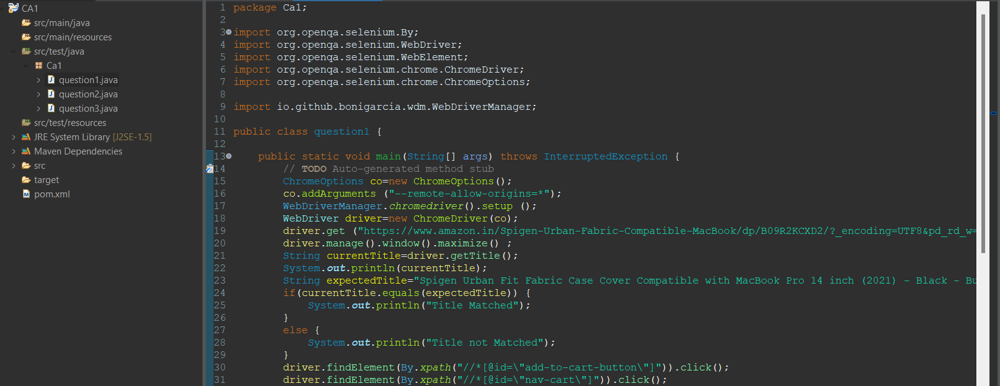 CA1
src/main/java
src/main/resources
src/test/java
Ca1
question1.java
question2.java
question3.java
src/test/resources
JRE System Library [J2SE-1.5]
Maven Dependencies
src
target
pom.xml
1 package Ca1;
2
3 import org.openqa.selenium.By;
4 import org.openqa.selenium.WebDriver;
5 import org.openqa.selenium.WebElement;
6 import org.openqa.selenium.chrome.ChromeDriver;
7 import org.openqa.selenium.chrome.ChromeOptions;
8
9 import io.github.bonigarcia.wdm.WebDriverManager;
10
11 public class question1 {
12
13 public static void main(String[] args) throws InterruptedException {
14 // TODO Auto-generated method stub
15 ChromeOptions co=new ChromeOptions();
16 co.addArguments ("--remote-allow-origins=*");
17 WebDriverManager.chromedriver().setup ();
18 WebDriver driver=new ChromeDriver(co);
19 driver.get ("https://www.amazon.in/Spigen-Urban-Fabric-Compatible-MacBook/dp/B09R2KCXD2/?_encoding=UTF8&pd_rd_w=
20 driver.manage().window().maximize() ;
21 String currentTitle=driver.getTitle();
22 System.out.println(currentTitle);
23 String expectedTitle="Spigen Urban Fit Fabric Case Cover Compatible with MacBook Pro 14 inch (2021) - Black - Bu
24 if(currentTitle.equals(expectedTitle)) {
25 System.out.println("Title Matched");
26 }
27 else {
28 System.out.println("Title not Matched");
29 }
30 driver.findElement(By.xpath("//*[@id=\"add-to-cart-button\"]")).click();
31 driver.findElement(By.xpath("//*[@id=\"nav-cart\"]")).click();